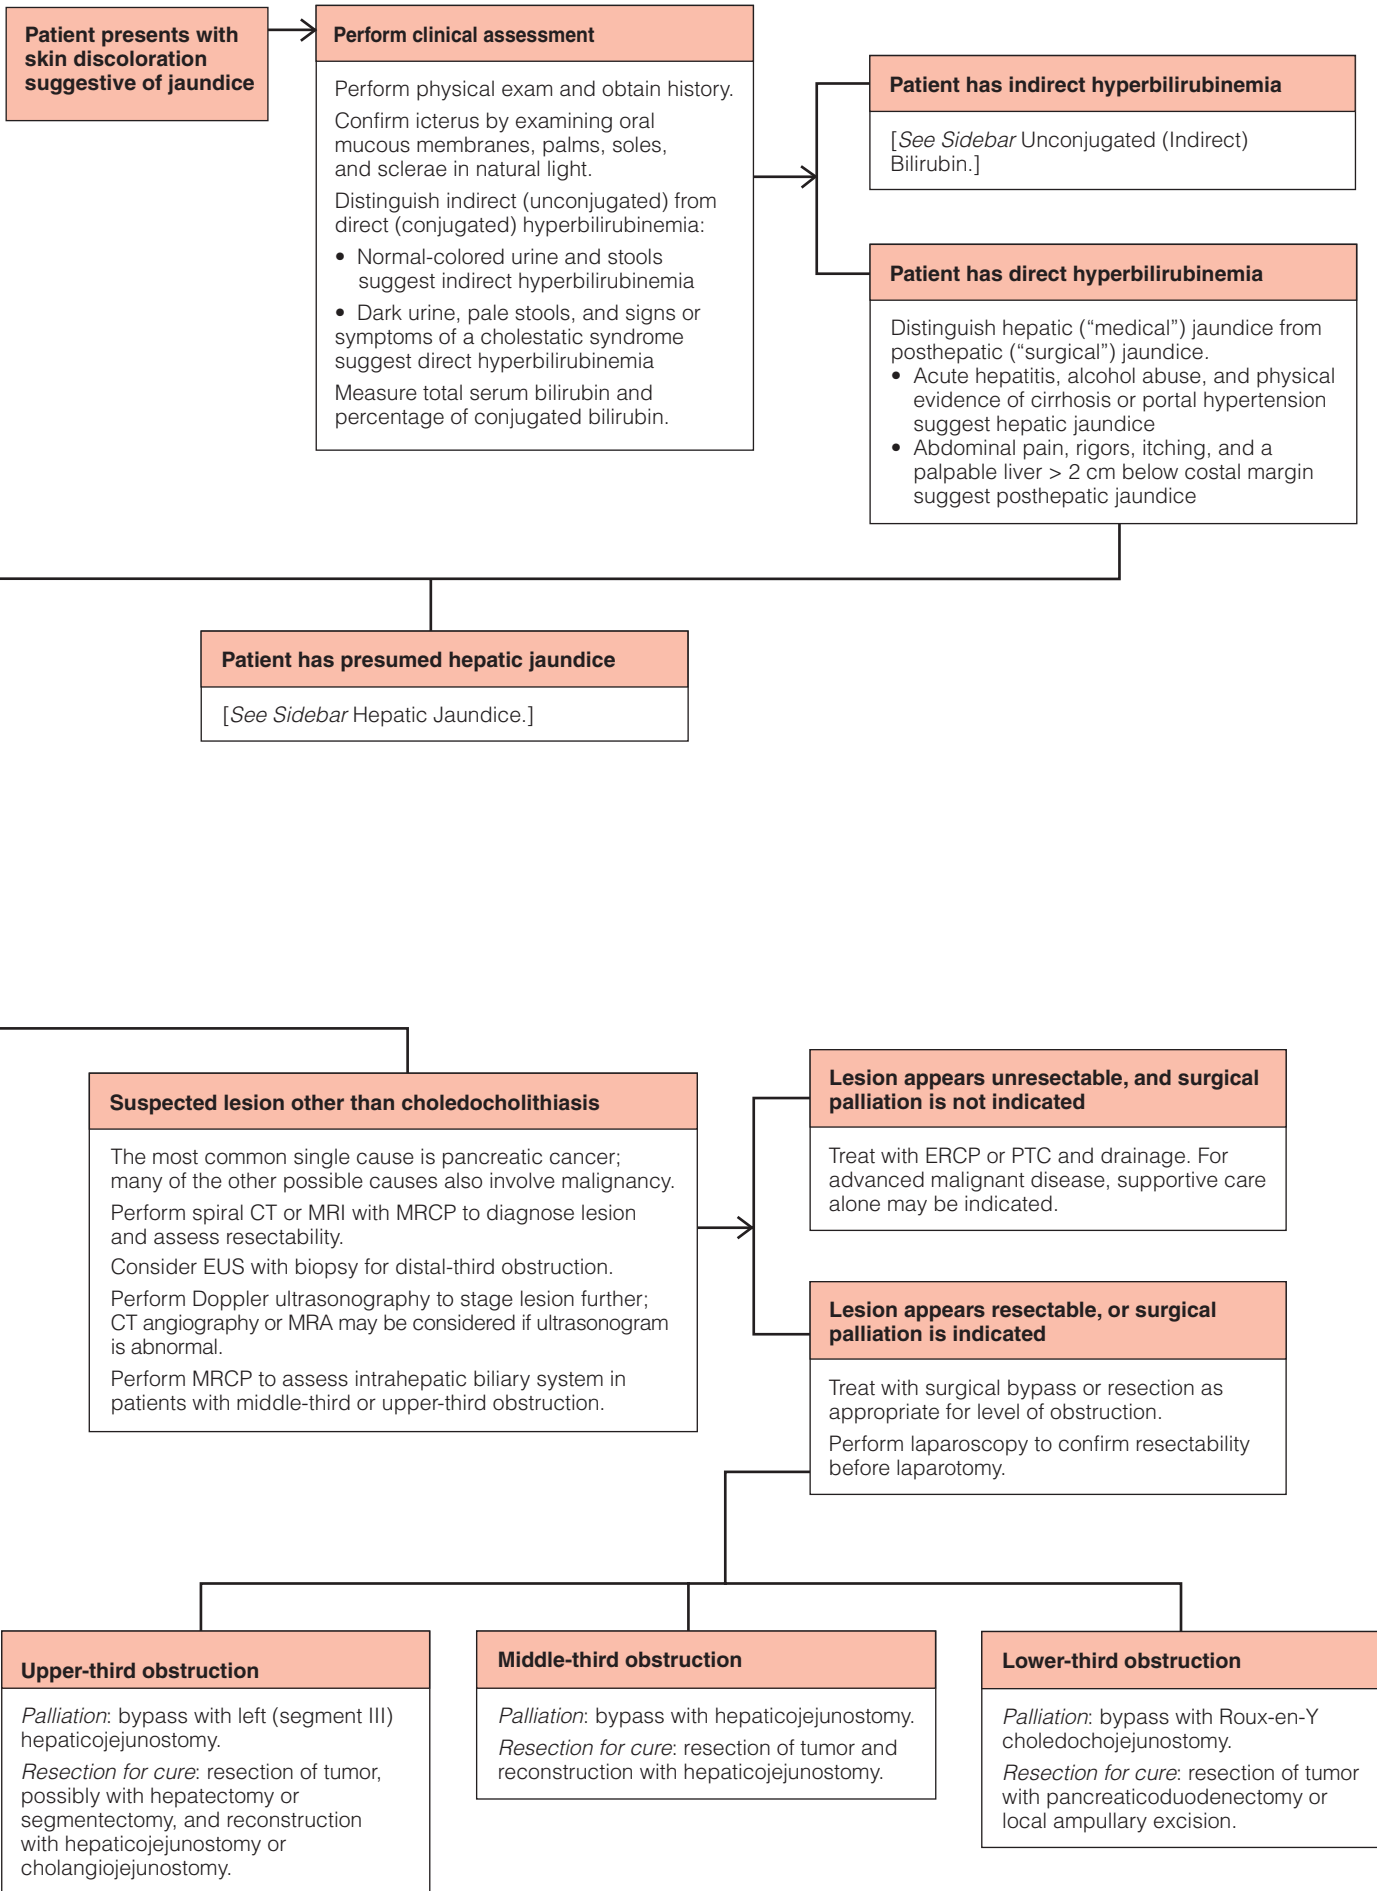 Patient presents with
skin discoloration
suggestive of jaundice
Perform clinical assessment
Perform physical exam and obtain history.
Confirm icterus by examining oral
mucous membranes, palms, soles,
and sclerae in natural light.
Distinguish indirect (unconjugated) from
direct (conjugated) hyperbilirubinemia:
• Normal-colored urine and stools
suggest indirect hyperbilirubinemia
• Dark urine, pale stools, and signs or
symptoms of a cholestatic syndrome
suggest direct hyperbilirubinemia
Measure total serum bilirubin and
percentage of conjugated bilirubin.
Patient has indirect hyperbilirubinemia
[See Sidebar Unconjugated (Indirect)
Bilirubin.]
Patient has direct hyperbilirubinemia
Distinguish hepatic (“medical”) jaundice from
posthepatic (“surgical”) jaundice.
• Acute hepatitis, alcohol abuse, and physical
evidence of cirrhosis or portal hypertension
suggest hepatic jaundice
• Abdominal pain, rigors, itching, and a
palpable liver > 2 cm below costal margin
suggest posthepatic jaundice
Patient has presumed hepatic jaundice
[See Sidebar Hepatic Jaundice.]
Suspected lesion other than choledocholithiasis
The most common single cause is pancreatic cancer;
many of the other possible causes also involve malignancy.
Perform spiral CT or MRI with MRCP to diagnose lesion
and assess resectability.
Consider EUS with biopsy for distal-third obstruction.
Perform Doppler ultrasonography to stage lesion further;
CT angiography or MRA may be considered if ultrasonogram
is abnormal.
Perform MRCP to assess intrahepatic biliary system in
patients with middle-third or upper-third obstruction.
Lesion appears unresectable, and surgical
palliation is not indicated
Treat with ERCP or PTC and drainage. For
advanced malignant disease, supportive care
alone may be indicated.
Lesion appears resectable, or surgical
palliation is indicated
Treat with surgical bypass or resection as
appropriate for level of obstruction.
Perform laparoscopy to confirm resectability
before laparotomy.
Upper-third obstruction
Palliation: bypass with left (segment III)
hepaticojejunostomy.
Resection for cure: resection of tumor,
possibly with hepatectomy or
segmentectomy, and reconstruction
with hepaticojejunostomy or
cholangiojejunostomy.
Middle-third obstruction
Palliation: bypass with hepaticojejunostomy.
Resection for cure: resection of tumor and
reconstruction with hepaticojejunostomy.
Lower-third obstruction
Palliation: bypass with Roux-en-Y
choledochojejunostomy.
Resection for cure: resection of tumor
with pancreaticoduodenectomy or
local ampullary excision.